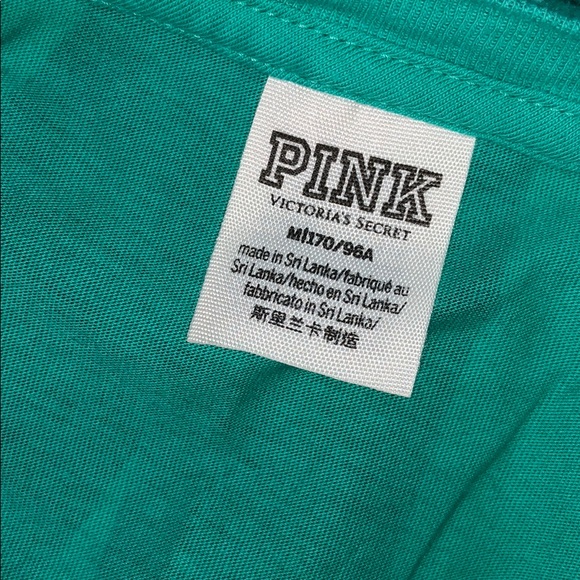 PINK
VICTORIA'S SECRET
M|170/96A
made in Sri Lanka/fabriqué au
Sri Lanka/hecho en Sri Lanka/
fabbricato in Sri Lanka/
斯里兰卡制造